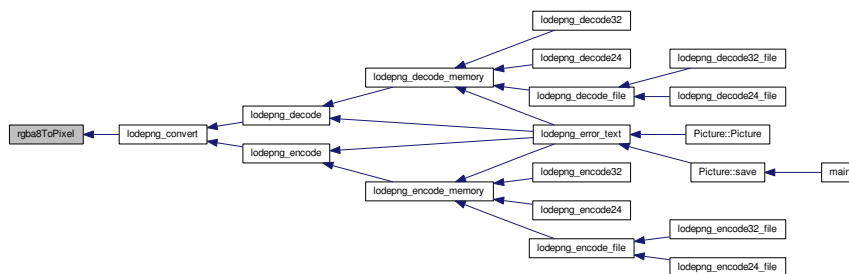 lodepng_decode32
lodepng_decode24
lodepng_decode32_file
lodepng_decode_memory
lodepng_decode_file
lodepng_decode24_file
lodepng_decode
rgba8ToPixel
lodepng_convert
lodepng_error_text
Picture::Picture
lodepng_encode
Picture::save
main
lodepng_encode32
lodepng_encode_memory
lodepng_encode24
lodepng_encode32_file
lodepng_encode_file
lodepng_encode24_file